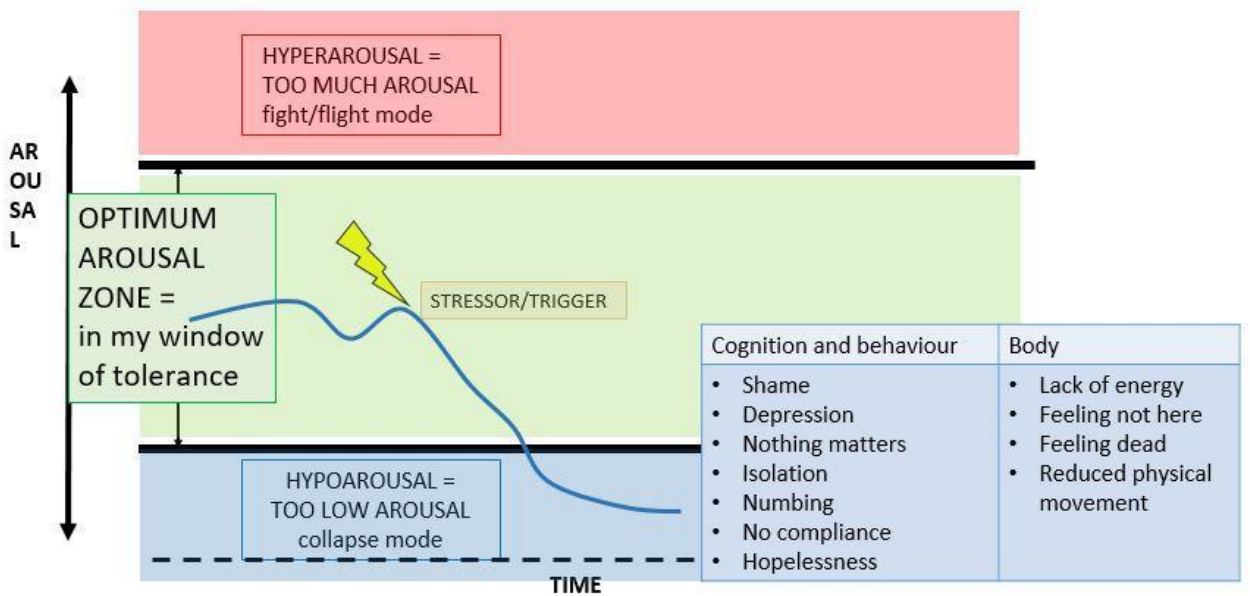 HYPERAROUSAL =
TOO MUCH AROUSAL
fight/flight mode
AR
OU
SA
L
OPTIMUM
AROUSAL
ZONE =
in my window
of tolerance
STRESSOR/TRIGGER
Cognition and behaviour
• Shame
• Depression
• Nothing matters
• Isolation
• Numbing
• No compliance
• Hopelessness
Body
• Lack of energy
• Feeling not here
• Feeling dead
• Reduced physical
movement
HYPOAROUSAL =
TOO LOW AROUSAL
collapse mode
TIME